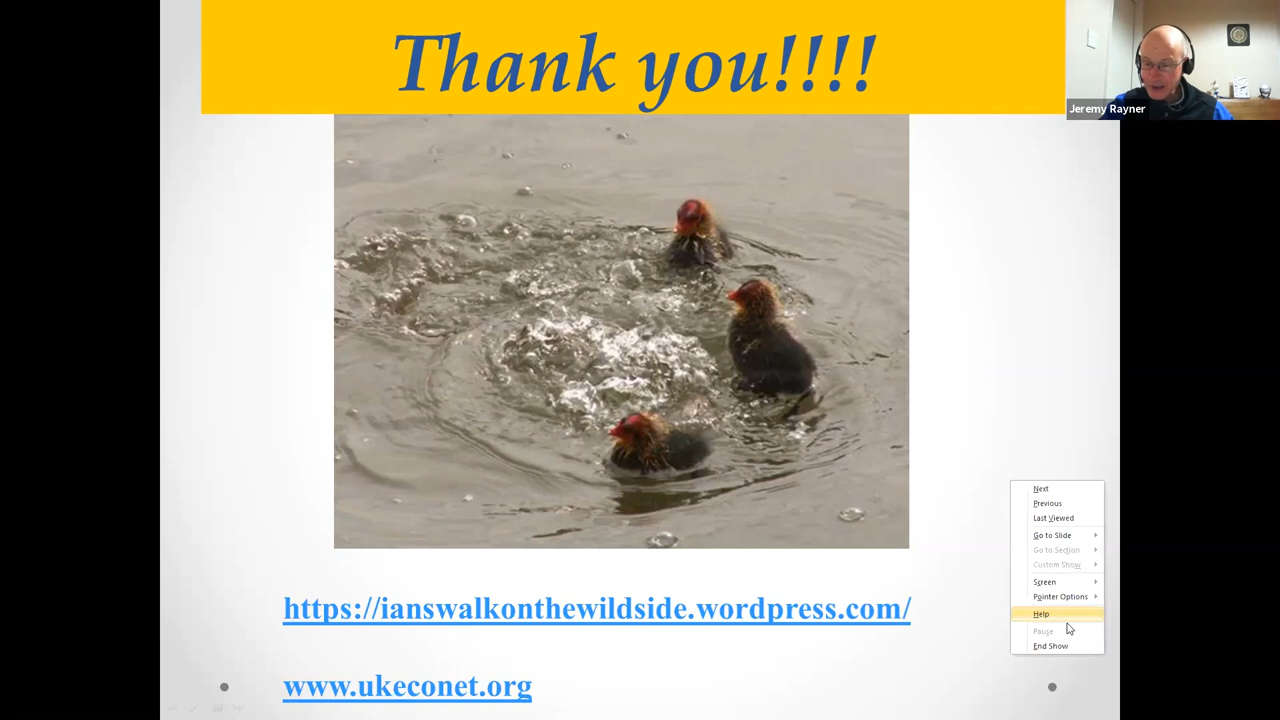 Thank you!!!!
Jeremy Rayner
Next
Previous
Last Viewed
Go to Slide
Go to Section
Custom Show
Screen
Pointer Options
Help
Pause
End Show
https://ianswalkonthewildside.wordpress.com/
www.ukeconet.org